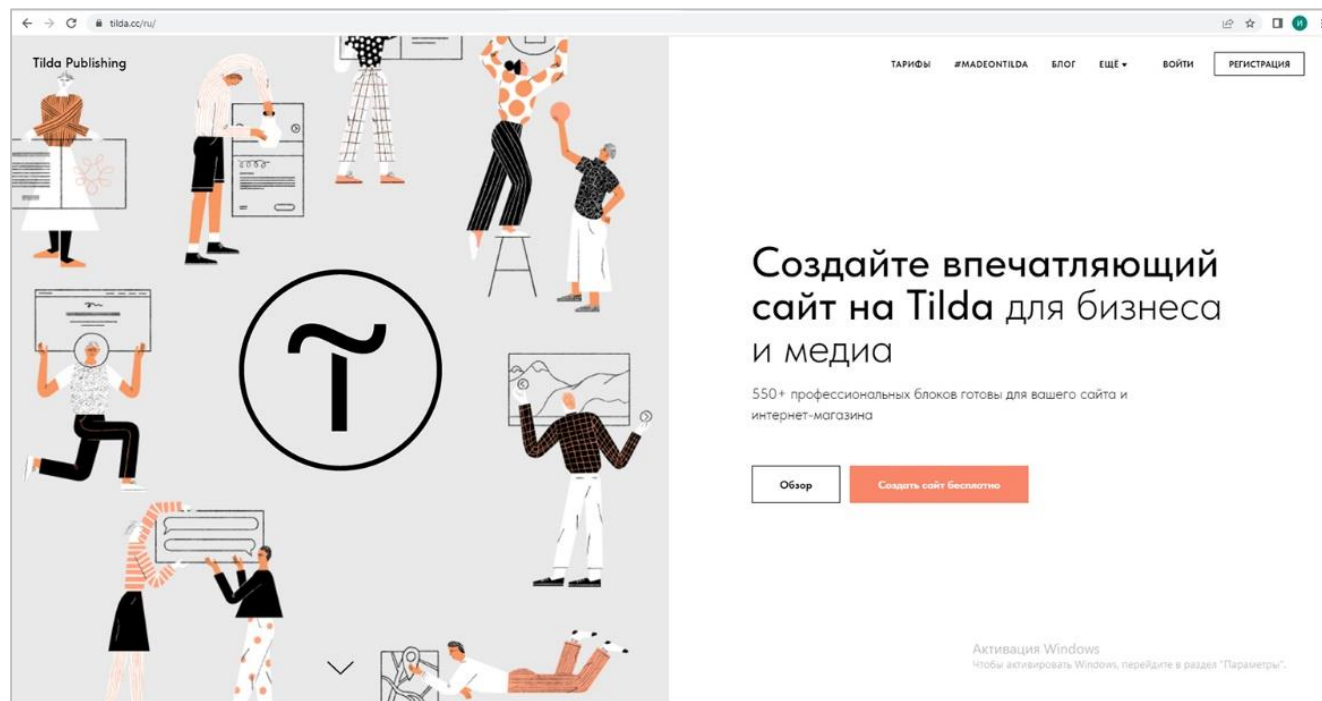 tilda.cc/ru/
И
Tilda Publishing
ТАРИФЫ #MADEONTILDA БЛОГ ЕЩЁ ВОЙТИ РЕГИСТРАЦИЯ
Создайте впечатляющий
сайт на Tilda для бизнеса
и медиа
550+ профессиональных блоков готовы для вашего сайта и
интернет-магазина
Обзор Создать сайт бесплатно
Активация Windows
Чтобы активировать Windows, перейдите в раздел "Параметры".